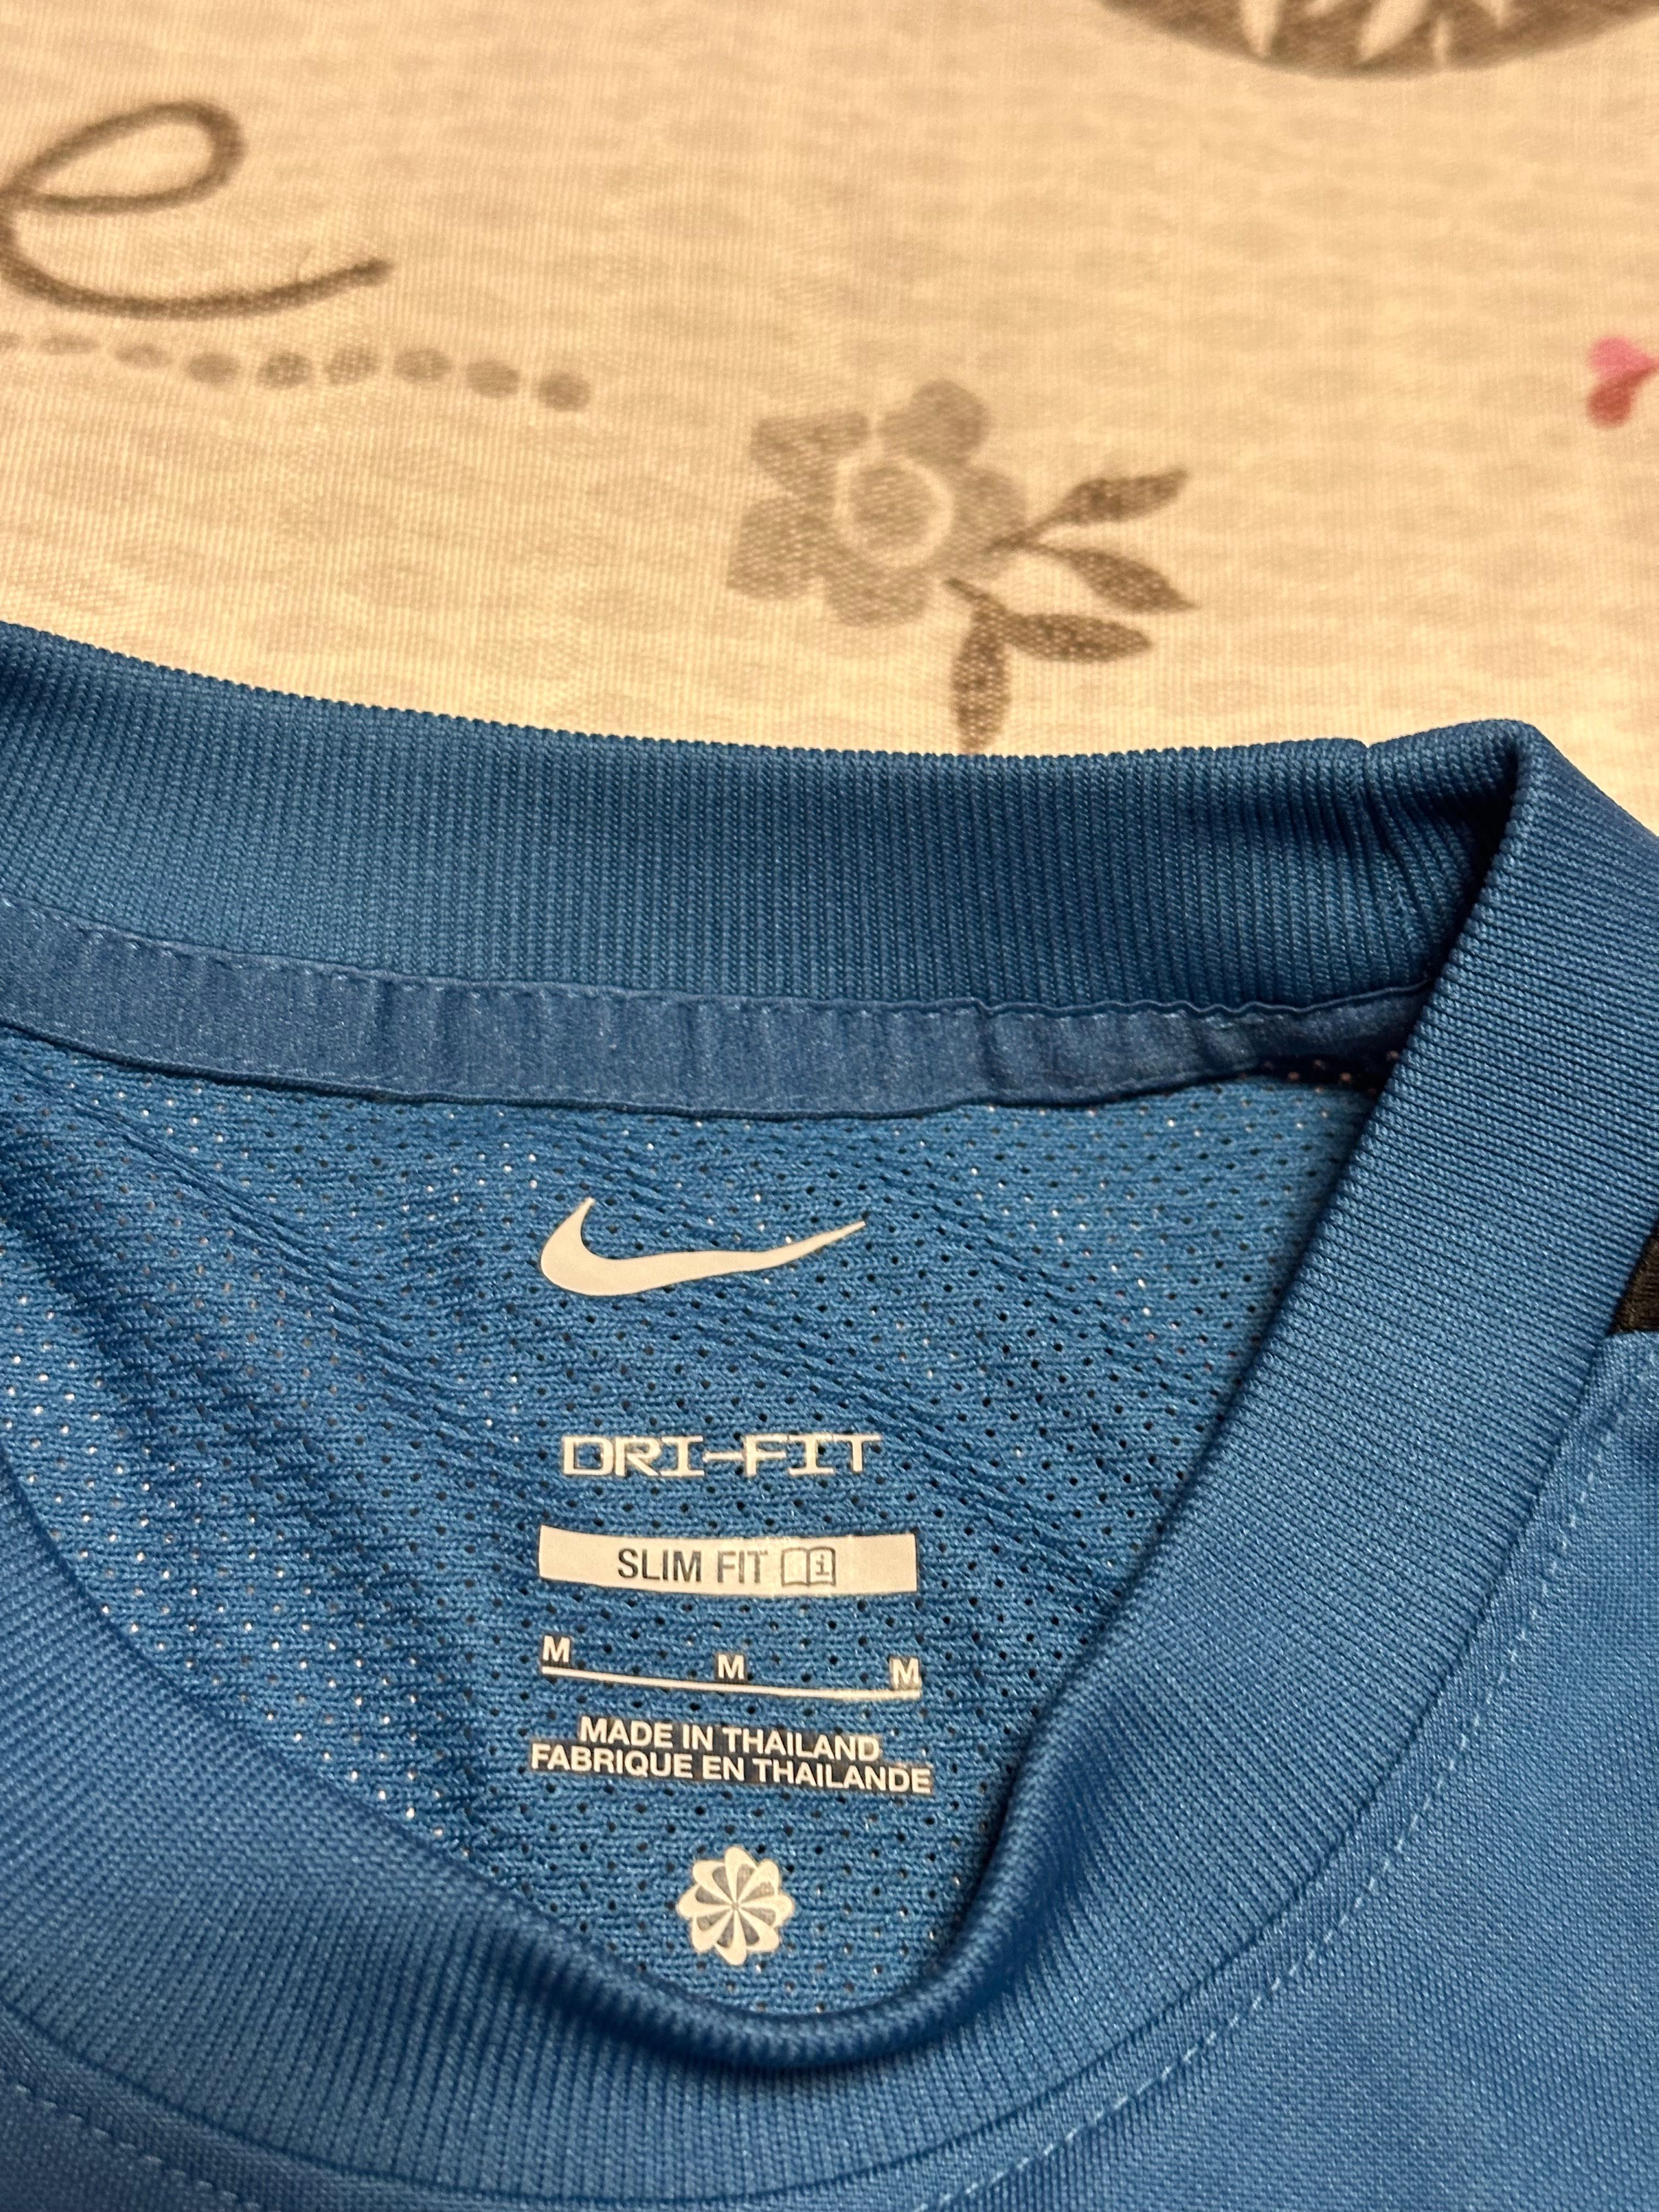 e
DRI-FIT
SLIM FIT
M M M
MADE IN THAILAND
FABRIQUE EN THAILANDE